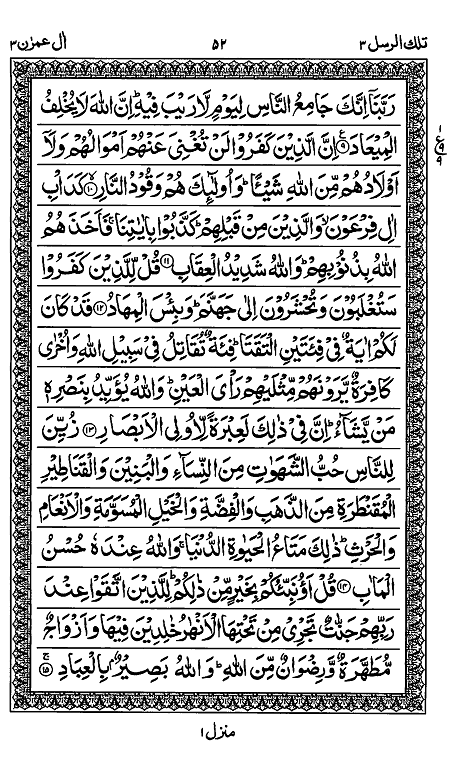 تلك الرسل ٣ ٥٢ ال عمرٰن ٣
رَبَّنَآ اِنَّكَ جَامِعُ النَّاسِ لِيَوْمٍ لَّا رَيْبَ فِيْهِ ؕ اِنَّ اللّٰهَ لَا يُخْلِفُ
الْمِيْعَادَ ﴿۹﴾ اِنَّ الَّذِيْنَ كَفَرُوْا لَنْ تُغْنِيَ عَنْهُمْ اَمْوَالُهُمْ وَلَاۤ
اَوْلَادُهُمْ مِّنَ اللّٰهِ شَيْـًٔا ؕ وَاُولٰٓئِكَ هُمْ وَقُوْدُ النَّارِ ﴿۱۰﴾ كَدَاْبِ
اٰلِ فِرْعَوْنَ ۙ وَالَّذِيْنَ مِنْ قَبْلِهِمْ ؕ كَذَّبُوْا بِاٰيٰتِنَا ۚ فَاَخَذَهُمُ
اللّٰهُ بِذُنُوْبِهِمْ ؕ وَاللّٰهُ شَدِيْدُ الْعِقَابِ ﴿۱۱﴾ قُلْ لِّلَّذِيْنَ كَفَرُوْا
سَتُغْلَبُوْنَ وَتُحْشَرُوْنَ اِلٰى جَهَنَّمَ ؕ وَبِئْسَ الْمِهَادُ ﴿۱۲﴾ قَدْ كَانَ
لَكُمْ اٰيَةٌ فِيْ فِئَتَيْنِ الْتَقَتَا ؕ فِئَةٌ تُقَاتِلُ فِيْ سَبِيْلِ اللّٰهِ وَاُخْرٰى
كَافِرَةٌ يَّرَوْنَهُمْ مِّثْلَيْهِمْ رَاْيَ الْعَيْنِ ؕ وَاللّٰهُ يُؤَيِّدُ بِنَصْرِهٖ
مَنْ يَّشَآءُ ؕ اِنَّ فِيْ ذٰلِكَ لَعِبْرَةً لِّاُولِي الْاَبْصَارِ ﴿۱۳﴾ زُيِّنَ
لِلنَّاسِ حُبُّ الشَّهَوٰتِ مِنَ النِّسَآءِ وَالْبَنِيْنَ وَالْقَنَاطِيْرِ
الْمُقَنْطَرَةِ مِنَ الذَّهَبِ وَالْفِضَّةِ وَالْخَيْلِ الْمُسَوَّمَةِ وَالْاَنْعَامِ
وَالْحَرْثِ ؕ ذٰلِكَ مَتَاعُ الْحَيٰوةِ الدُّنْيَا ۚ وَاللّٰهُ عِنْدَهٗ حُسْنُ
الْمَاٰبِ ﴿۱۴﴾ قُلْ اَؤُنَبِّئُكُمْ بِخَيْرٍ مِّنْ ذٰلِكُمْ ؕ لِلَّذِيْنَ اتَّقَوْا عِنْدَ
رَبِّهِمْ جَنّٰتٌ تَجْرِيْ مِنْ تَحْتِهَا الْاَنْهٰرُ خٰلِدِيْنَ فِيْهَا وَاَزْوَاجٌ
مُّطَهَّرَةٌ وَّرِضْوَانٌ مِّنَ اللّٰهِ ؕ وَاللّٰهُ بَصِيْرٌۢ بِالْعِبَادِ ﴿۱۵﴾
منزل ١